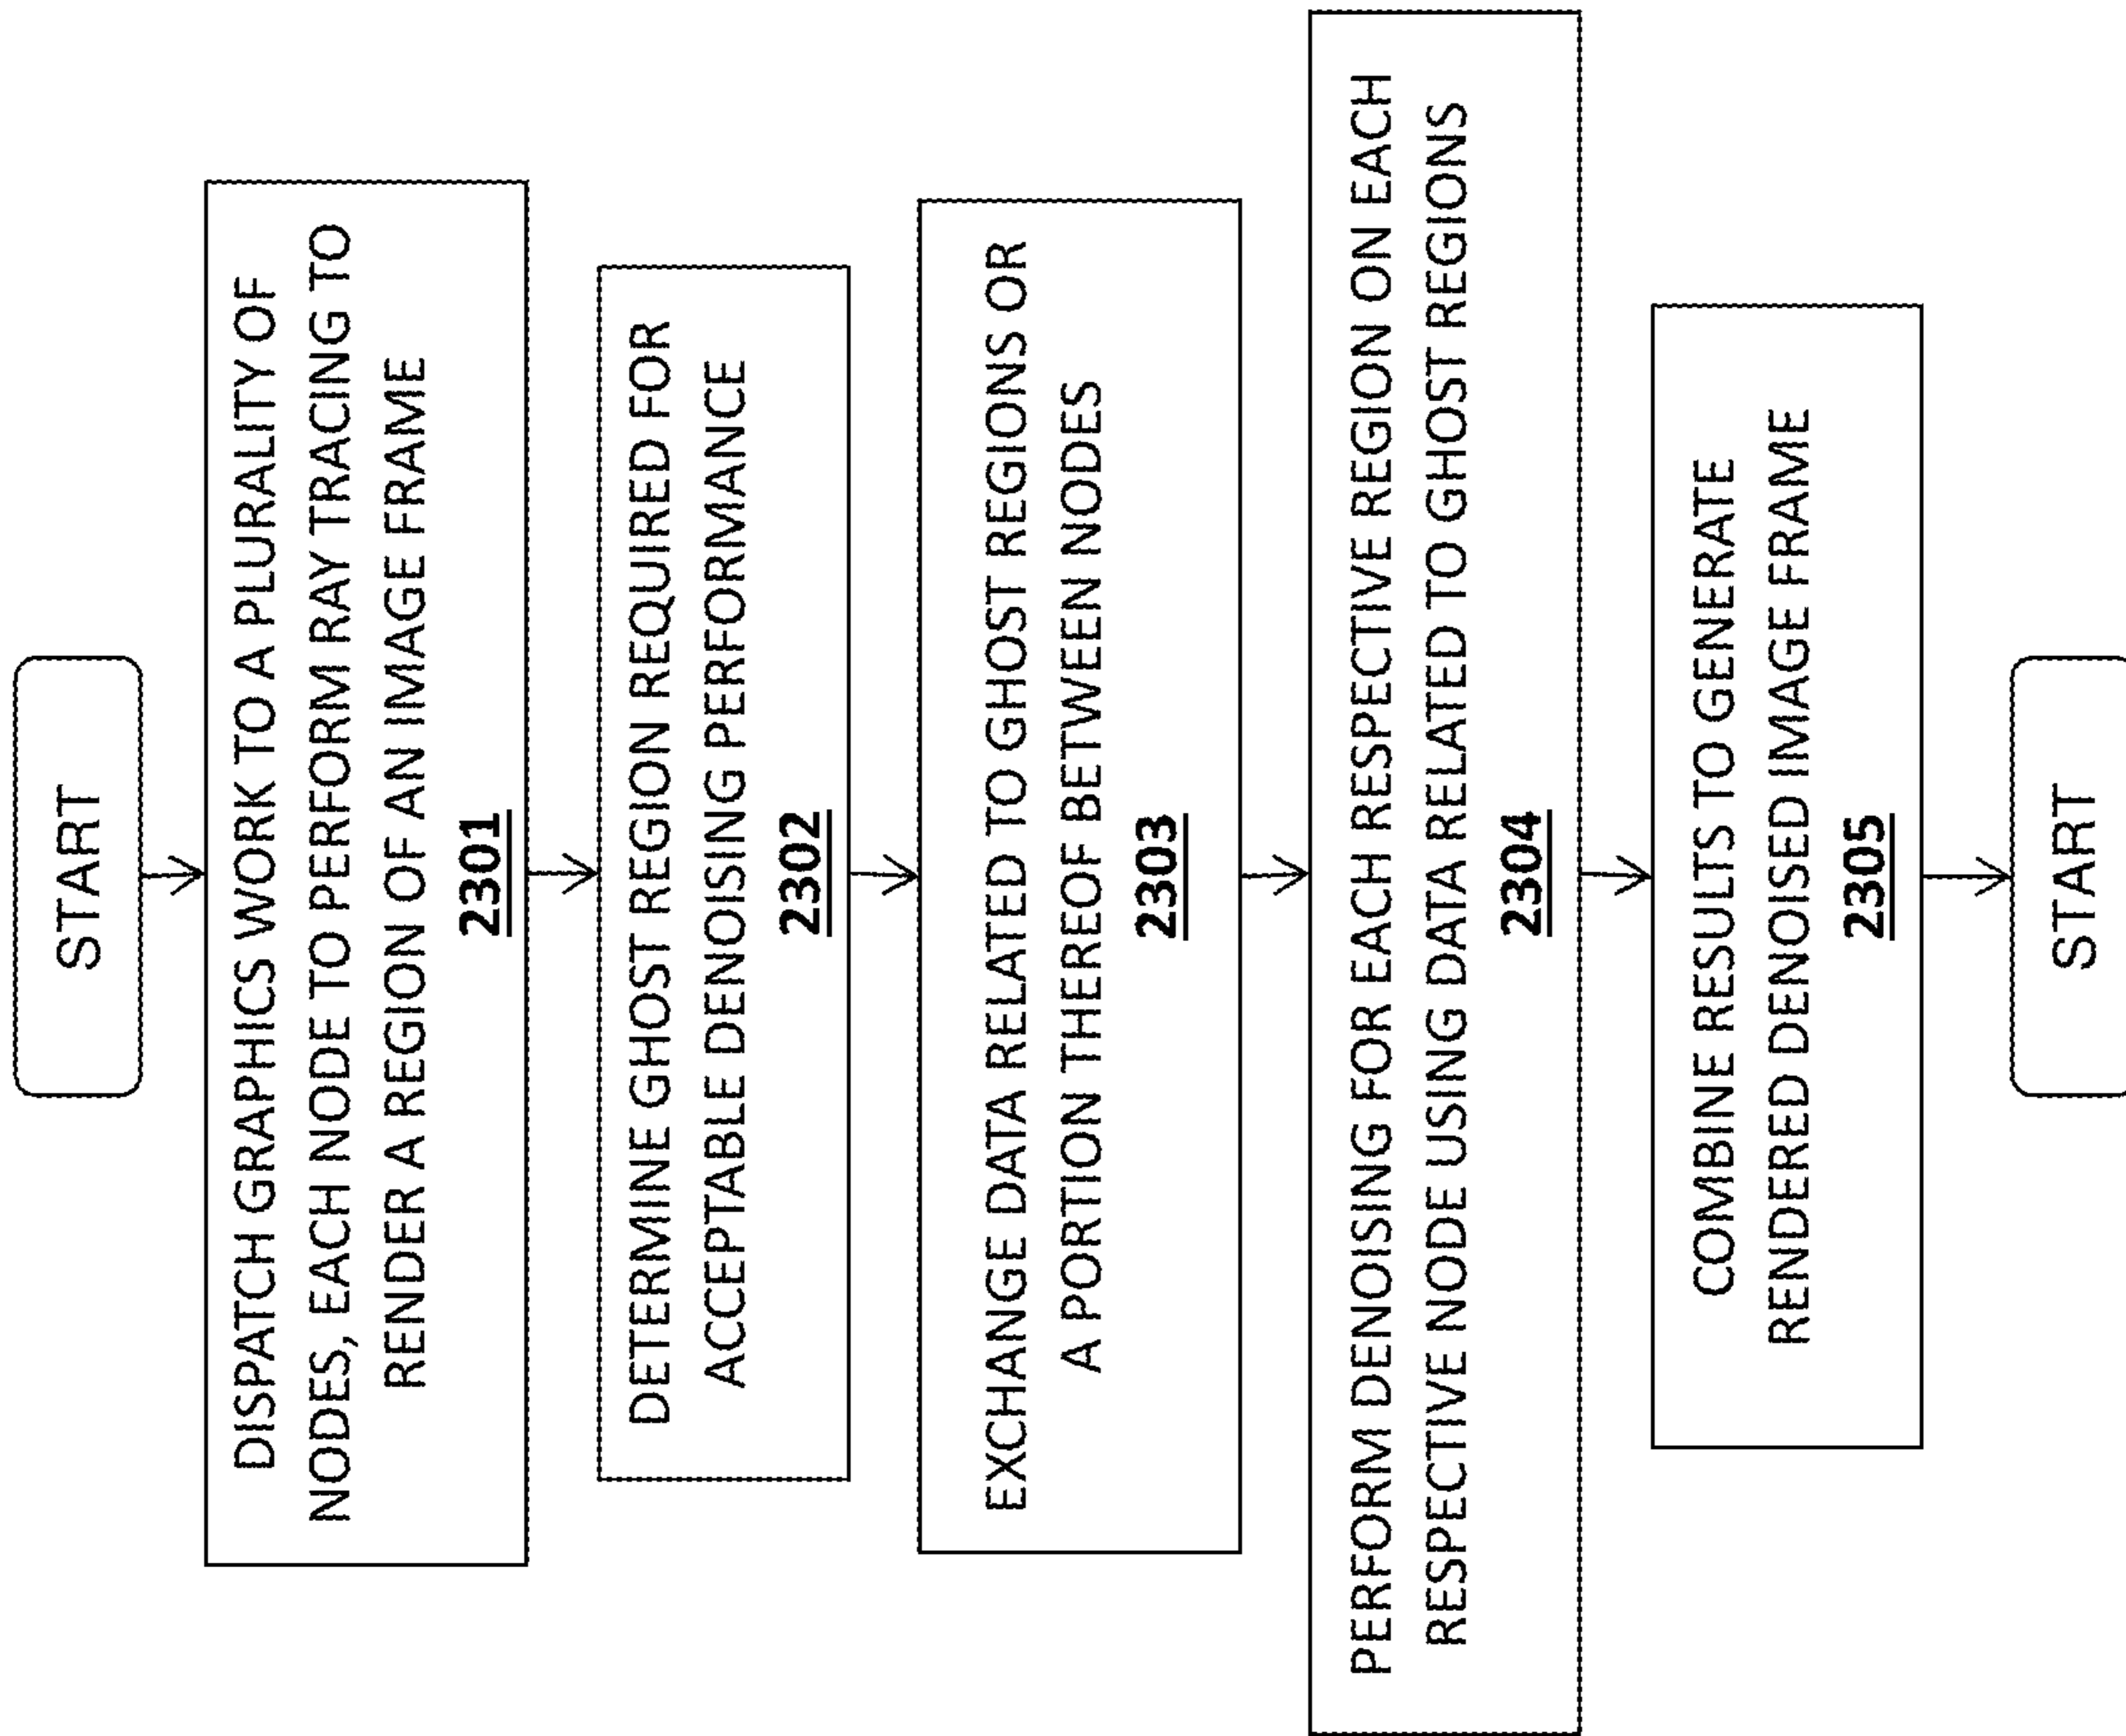 START
DISPATCH GRAPHICS WORK TO A PLURALITY OF
NODES, EACH NODE TO PERFORM RAY TRACING TO
RENDER A REGION OF AN IMAGE FRAME
2301
DETERMINE GHOST REGION REQUIRED FOR
ACCEPTABLE DENOISING PERFORMANCE
2302
EXCHANGE DATA RELATED TO GHOST REGIONS OR
A PORTION THEREOF BETWEEN NODES
2303
PERFORM DENOISING FOR EACH RESPECTIVE REGION ON EACH
RESPECTIVE NODE USING DATA RELATED TO GHOST REGIONS
2304
COMBINE RESULTS TO GENERATE
RENDERED DENOISED IMAGE FRAME
2305
START